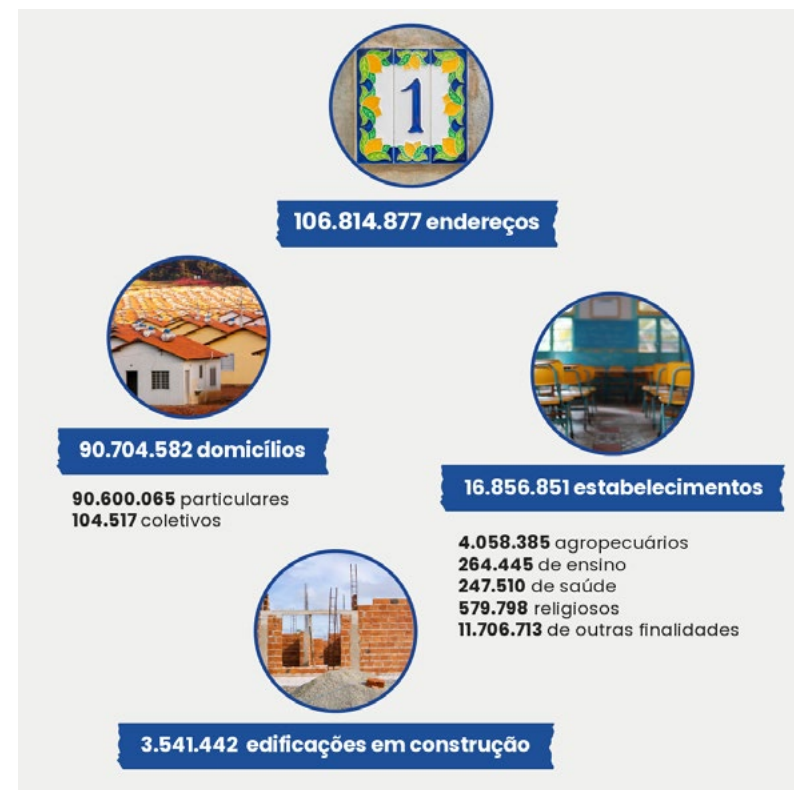 1
106.814.877 endereços
90.704.582 domicílios
90.600.065 particulares
104.517 coletivos
16.856.851 estabelecimentos
4.058.385 agropecuários
264.445 de ensino
247.510 de saúde
579.798 religiosos
11.706.713 de outras finalidades
3.541.442 edificações em construção